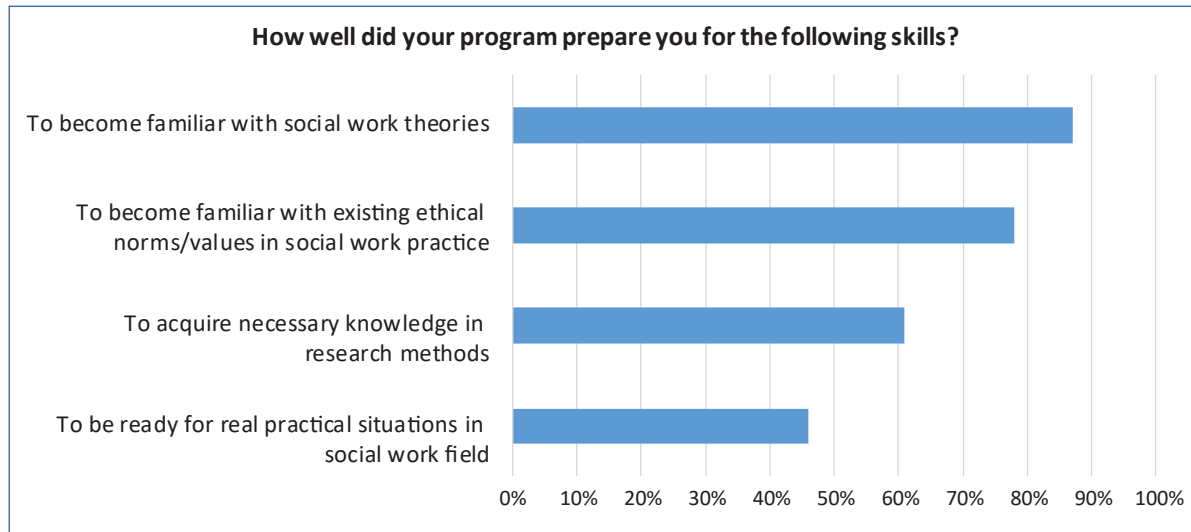 How well did your program prepare you for the following skills?
To become familiar with social work theories
To become familiar with existing ethical
norms/values in social work practice
To acquire necessary knowledge in
research methods
To be ready for real practical situations in
social work field
0% 10% 20% 30% 40% 50% 60% 70% 80% 90% 100%